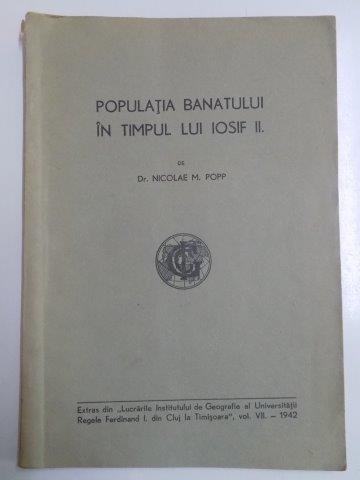 POPULAȚIA BANATULUI
ÎN TIMPUL LUI IOSIF II.
DE
Dr. NICOLAE M. POPP
Extras din „Lucrările Institutului de Geografie al Universității
Regele Ferdinand I. din Cluj la Timișoara", vol. VII. – 1942